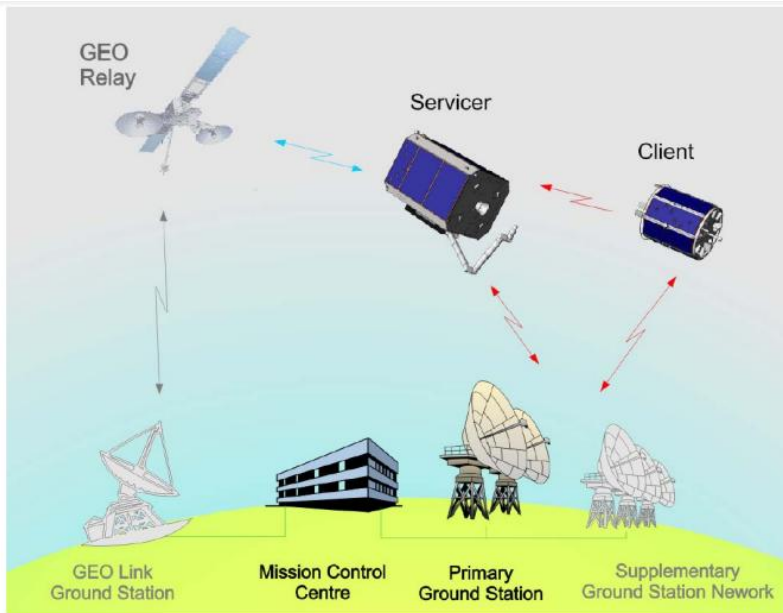 GEO
Relay
Servicer
Client
GEO Link
Ground Station
Mission Control
Centre
Primary
Ground Station
Supplementary
Ground Station Nework